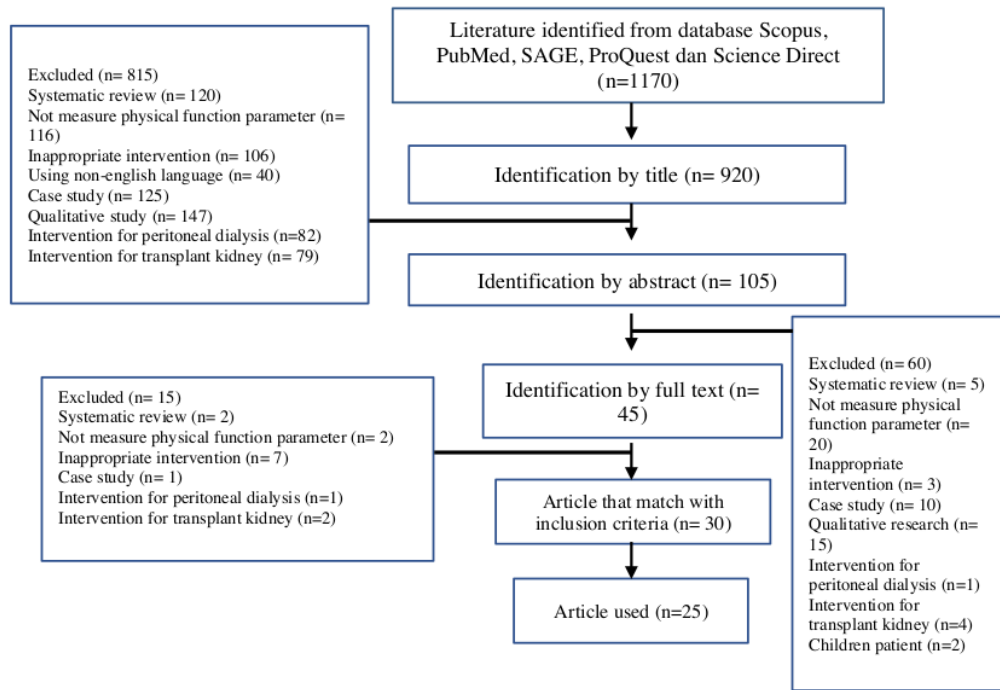 Literature identified from database Scopus,
PubMed, SAGE, ProQuest dan Science Direct
(n=1170)
Excluded (n= 815)
Systematic review (n= 120)
Not measure physical function parameter (n=
116)
Inappropriate intervention (n= 106)
Using non-english language (n= 40)
Case study (n= 125)
Qualitative study (n= 147)
Intervention for peritoneal dialysis (n=82)
Intervention for transplant kidney (n= 79)
Identification by title (n= 920)
Identification by abstract (n= 105)
Excluded (n= 60)
Systematic review (n= 5)
Not measure physical
function parameter (n=
20)
Inappropriate
intervention (n= 3)
Case study (n= 10)
Qualitative research (n=
15)
Intervention for
peritoneal dialysis (n=1)
Intervention for
transplant kidney (n=4)
Children patient (n=2)
Identification by full text (n=
45)
Excluded (n= 15)
Systematic review (n= 2)
Not measure physical function parameter (n= 2)
Inappropriate intervention (n= 7)
Case study (n= 1)
Intervention for peritoneal dialysis (n=1)
Intervention for transplant kidney (n=2)
Article that match with
inclusion criteria (n= 30)
Article used (n=25)